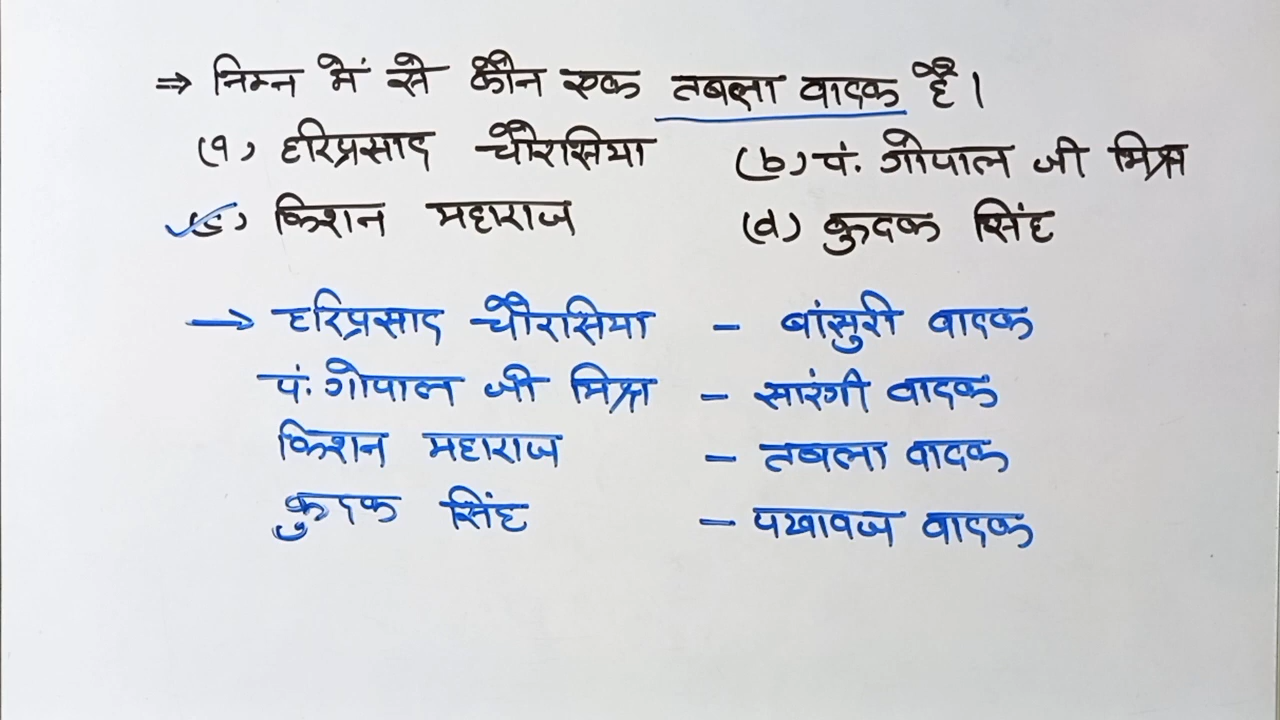 ⇒ निम्न में से कौन एक तबला वादक है।
(a) हरिप्रसाद चौरसिया (b) पं. गोपाल जी मिश्रा
(c) किशन महाराज (d) कुदक सिंह
→ हरिप्रसाद चौरसिया – बांसुरी वादक
पं. गोपाल जी मिश्रा – सारंगी वादक
किशन महाराज – तबला वादक
कुदक सिंह – पखावज वादक